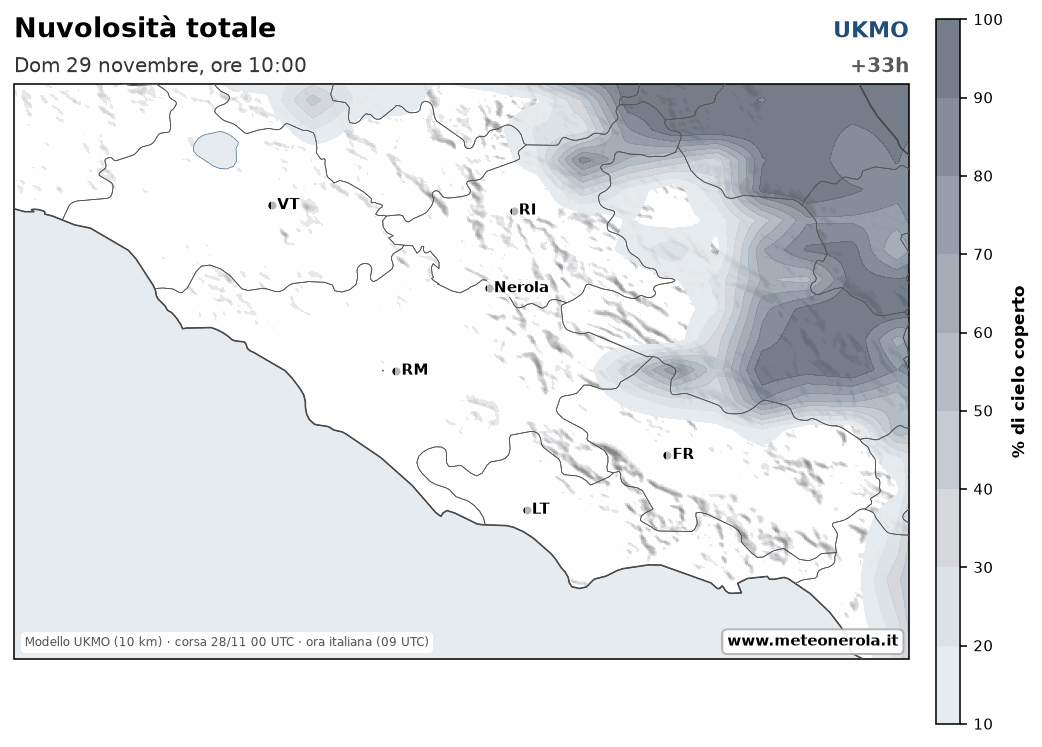 Nuvolosità totale
UKMO
Dom 29 novembre, ore 10:00
+33h
VT
RI
Nerola
RM
FR
LT
Modello UKMO (10 km) · corsa 28/11 00 UTC · ora italiana (09 UTC)
www.meteonerola.it
100
90
80
70
60
50
40
30
20
10
% di cielo coperto